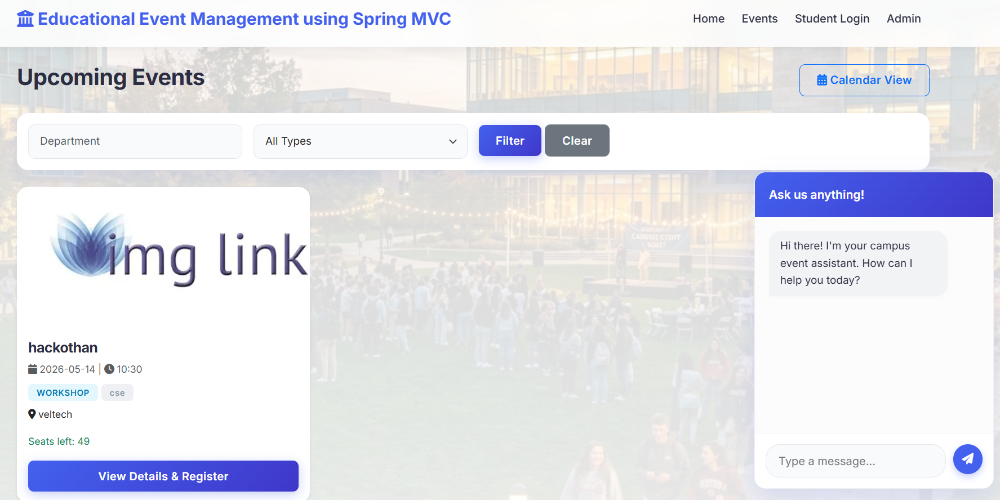 Educational Event Management using Spring MVC
Home Events Student Login Admin
Upcoming Events
Calendar View
Department
All Types
Filter
Clear
img link
hackothan
2026-05-14 | 10:30
WORKSHOP cse
veltech
Seats left: 49
View Details & Register
CAMPUS EVENT
Ask us anything!
Hi there! I'm your campus
event assistant. How can I
help you today?
Type a message...